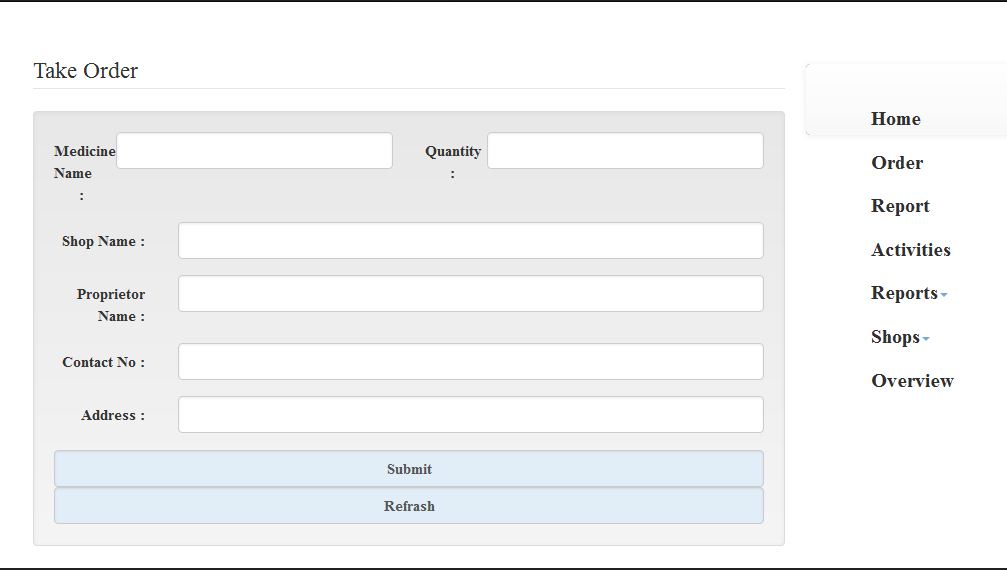 Take Order
Medicine
Name
:
Quantity
:
Shop Name :
Proprietor
Name :
Contact No :
Address :
Submit
Refrash
Home
Order
Report
Activities
Reports
Shops
Overview